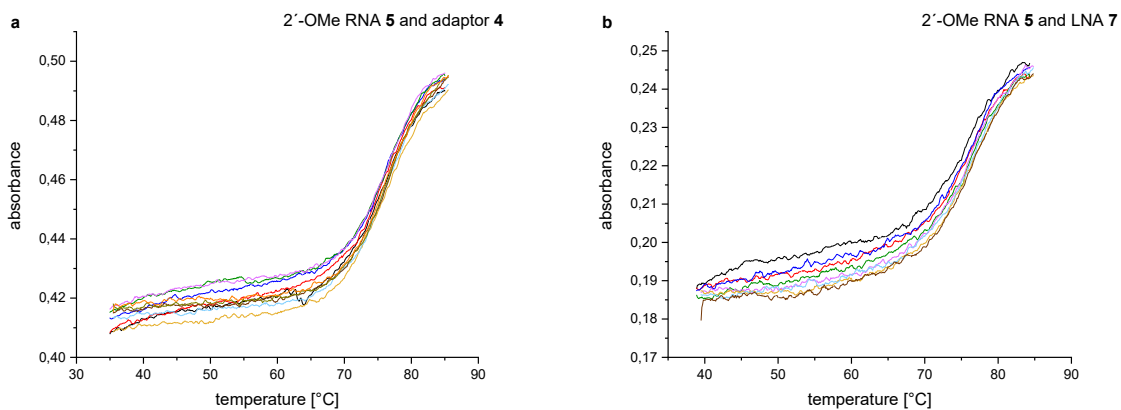 a
2´-OMe RNA 5 and adaptor 4
0,50
0,48
0,46
0,44
0,42
0,40
absorbance
30 40 50 60 70 80 90
temperature [°C]
b
2´-OMe RNA 5 and LNA 7
0,25
0,24
0,23
0,22
0,21
0,20
0,19
0,18
0,17
absorbance
40 50 60 70 80 90
temperature [°C]